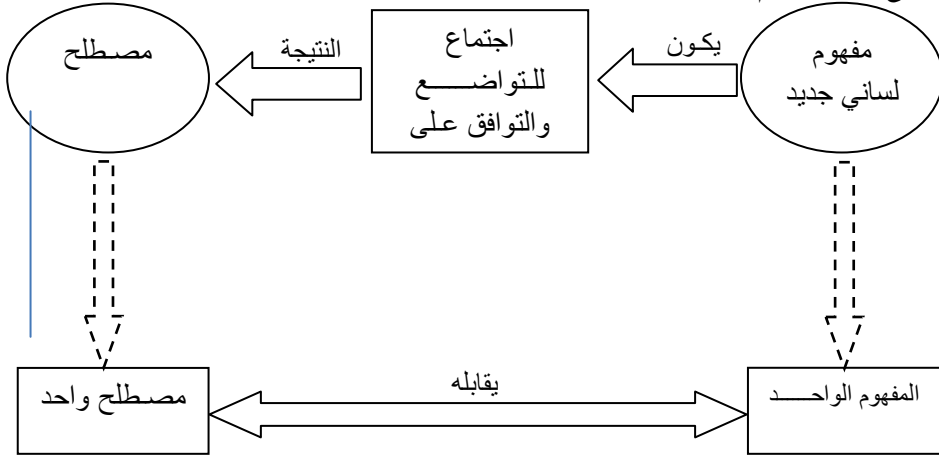 مفهوم
لساني جديد
يكون
اجتماع
للتواضع
والتوافق على
النتيجة
مصطلح
المفهوم الواحد
يقابله
مصطلح واحد